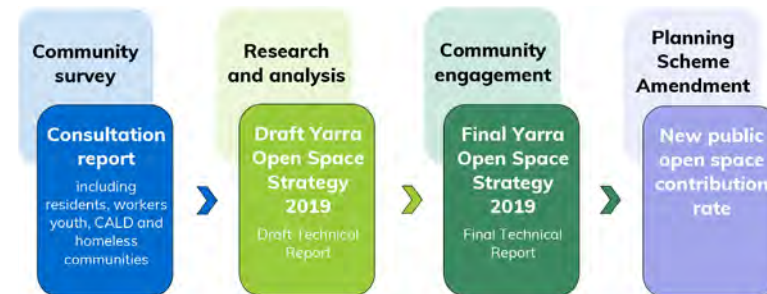 Community
survey
Consultation
report
including
residents, workers
youth, CALD and
homeless
communities
Research
and analysis
Draft Yarra
Open Space
Strategy
2019
Draft Technical
Report
Community
engagement
Final Yarra
Open Space
Strategy
2019
Final Technical
Report
Planning
Scheme
Amendment
New public
open space
contribution
rate